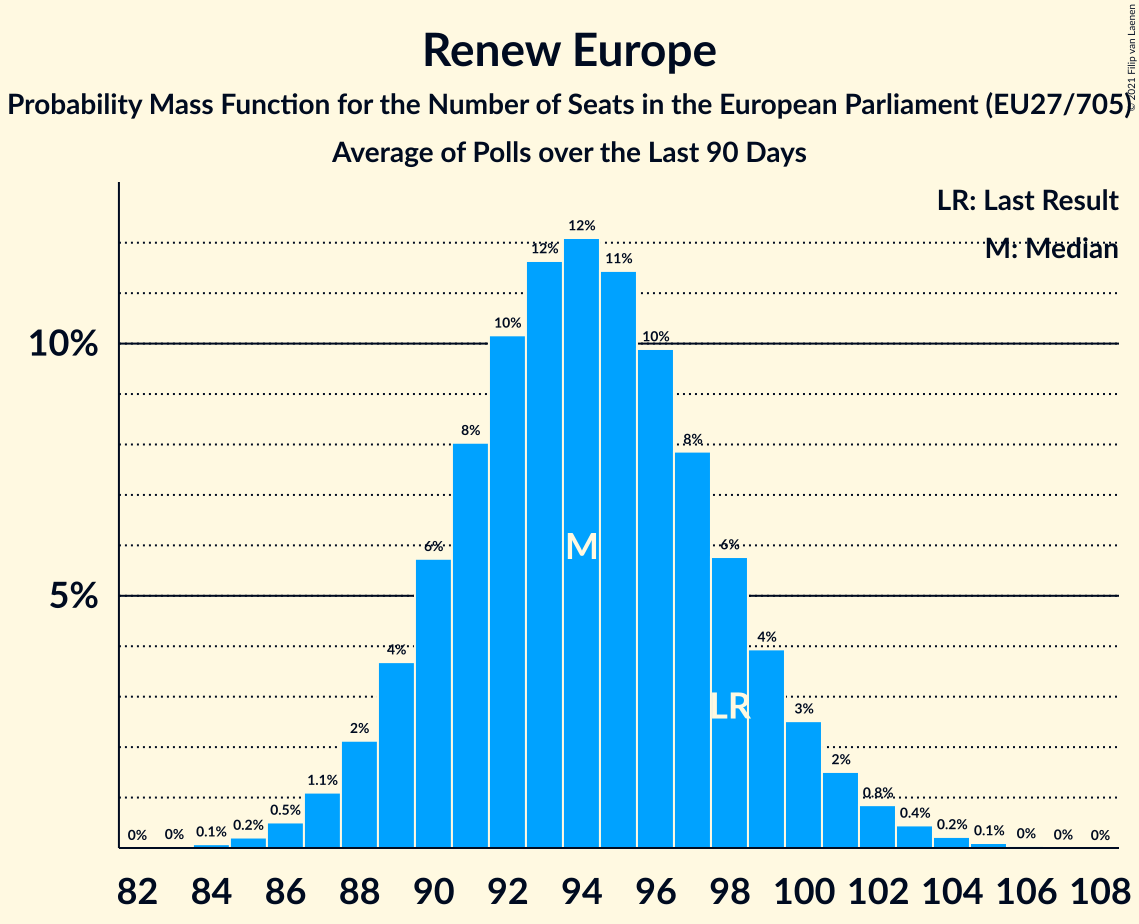 © 2021 Filip van Laenen
Renew Europe
Probability Mass Function for the Number of Seats in the European Parliament (EU27/705)
Average of Polls over the Last 90 Days
LR: Last Result
M: Median
10%
5%
0% 0% 0.1% 0.2% 0.5% 1.1% 2% 4% 6% 8% 10% 12% 12% 11% 10% 8% 6% 4% 3% 2% 0.8% 0.4% 0.2% 0.1% 0% 0% 0%
M
LR
82 84 86 88 90 92 94 96 98 100 102 104 106 108